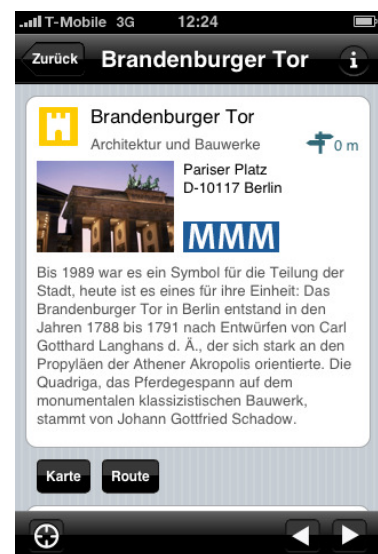 T-Mobile 3G 12:24
Zurück Brandenburger Tor i
Brandenburger Tor
Architektur und Bauwerke 0 m
Pariser Platz
D-10117 Berlin
MMM
Bis 1989 war es ein Symbol für die Teilung der
Stadt, heute ist es eines für ihre Einheit: Das
Brandenburger Tor in Berlin entstand in den
Jahren 1788 bis 1791 nach Entwürfen von Carl
Gotthard Langhans d. Ä., der sich stark an den
Propyläen der Athener Akropolis orientierte. Die
Quadriga, das Pferdegespann auf dem
monumentalen klassizistischen Bauwerk,
stammt von Johann Gottfried Schadow.
Karte Route